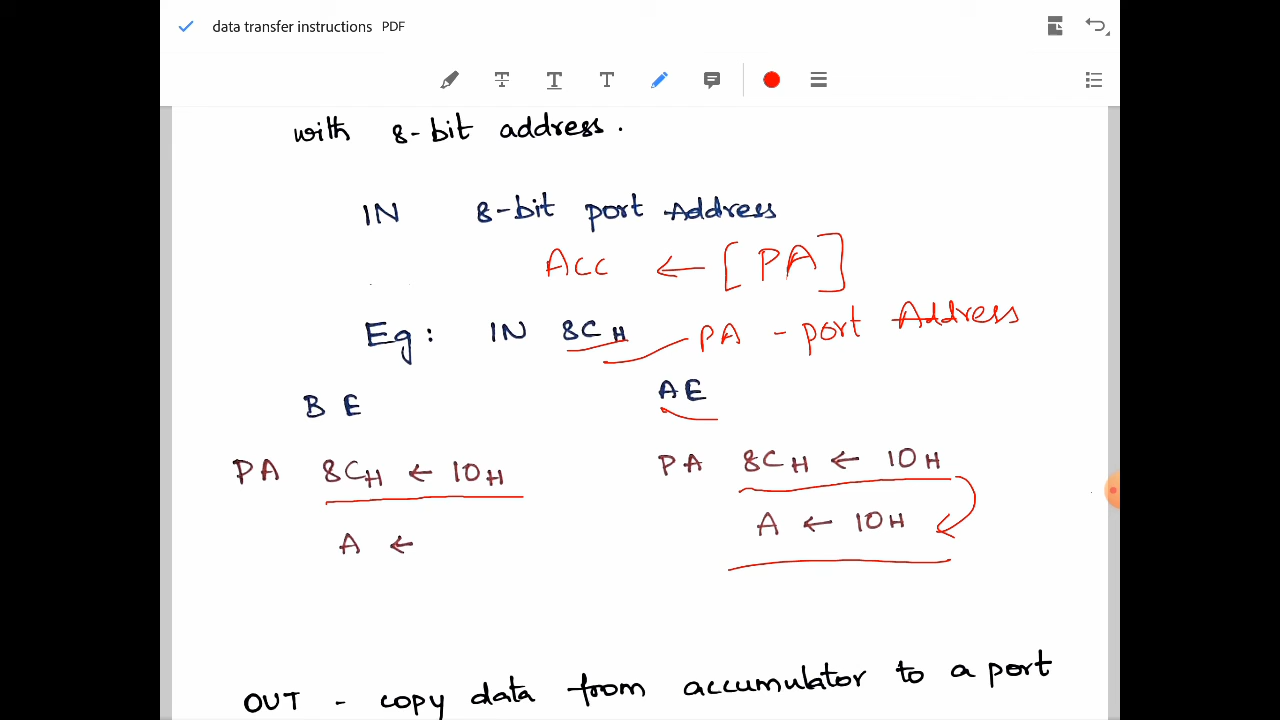 data transfer instructions PDF
with 8-bit address.
IN 8-bit port Address
Acc ← [PA]
Eg: IN 8CH PA - port Address
BE AE
PA 8CH ← 10H PA 8CH ← 10H
A ← A ← 10H
OUT - copy data from accumulator to a port